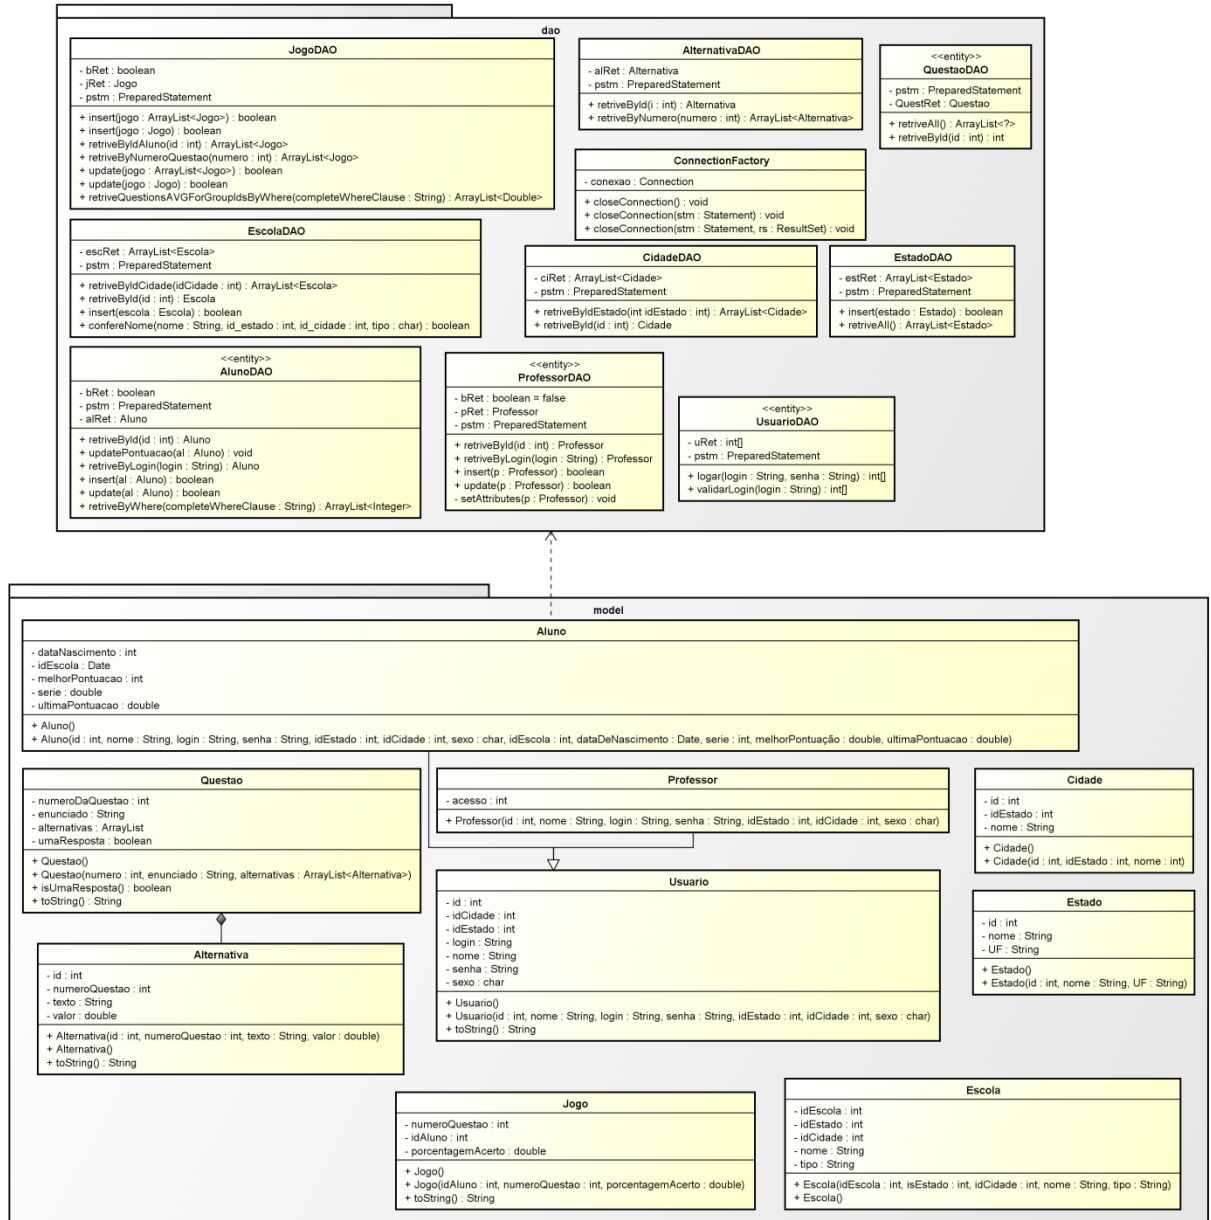 dao
JogoDAO
- bRet : boolean
- jRet : Jogo
- pstm : PreparedStatement
+ insert(jogo : ArrayList<Jogo>) : boolean
+ insert(jogo : Jogo) : boolean
+ retriveByIdAluno(id : int) : ArrayList<Jogo>
+ retriveByNumeroQuestao(numero : int) : ArrayList<Jogo>
+ update(jogo : ArrayList<Jogo>) : boolean
+ update(jogo : Jogo) : boolean
+ retriveQuestionsAVGForGroupIdsByWhere(completeWhereClause : String) : ArrayList<Double>
AlternativaDAO
- alRet : Alternativa
- pstm : PreparedStatement
+ retriveById(i : int) : Alternativa
+ retriveByNumero(numero : int) : ArrayList<Alternativa>
<<entity>>
QuestaoDAO
- pstm : PreparedStatement
- QuestRet : Questao
+ retriveAll() : ArrayList<?>
+ retriveById(id : int) : int
ConnectionFactory
- conexao : Connection
+ closeConnection() : void
+ closeConnection(stm : Statement) : void
+ closeConnection(stm : Statement, rs : ResultSet) : void
EscolaDAO
- escRet : ArrayList<Escola>
- pstm : PreparedStatement
+ retriveByIdCidade(idCidade : int) : ArrayList<Escola>
+ retriveById(id : int) : Escola
+ insert(escola : Escola) : boolean
+ confereNome(nome : String, id_estado : int, id_cidade : int, tipo : char) : boolean
CidadeDAO
- ciRet : ArrayList<Cidade>
- pstm : PreparedStatement
+ retriveByIdEstado(int idEstado : int) : ArrayList<Cidade>
+ retriveById(id : int) : Cidade
EstadoDAO
- estRet : ArrayList<Estado>
- pstm : PreparedStatement
+ insert(estado : Estado) : boolean
+ retriveAll() : ArrayList<Estado>
<<entity>>
AlunoDAO
- bRet : boolean
- pstm : PreparedStatement
- alRet : Aluno
+ retriveById(id : int) : Aluno
+ updatePontuacao(al : Aluno) : void
+ retriveByLogin(login : String) : Aluno
+ insert(al : Aluno) : boolean
+ update(al : Aluno) : boolean
+ retriveByWhere(completeWhereClause : String) : ArrayList<Integer>
<<entity>>
ProfessorDAO
- bRet : boolean = false
- pRet : Professor
- pstm : PreparedStatement
+ retriveById(id : int) : Professor
+ retriveByLogin(login : String) : Professor
+ insert(p : Professor) : boolean
+ update(p : Professor) : boolean
- setAttributes(p : Professor) : void
<<entity>>
UsuarioDAO
- uRet : int[]
- pstm : PreparedStatement
+ logar(login : String, senha : String) : int[]
+ validarLogin(login : String) : int[]
model
Aluno
- dataNascimento : int
- idEscola : Date
- melhorPontuacao : int
- serie : double
- ultimaPontuacao : double
+ Aluno()
+ Aluno(id : int, nome : String, login : String, senha : String, idEstado : int, idCidade : int, sexo : char, idEscola : int, dataDeNascimento : Date, serie : int, melhorPontuação : double, ultimaPontuacao : double)
Questao
- numeroDaQuestao : int
- enunciado : String
- alternativas : ArrayList
- umaResposta : boolean
+ Questao()
+ Questao(numero : int, enunciado : String, alternativas : ArrayList<Alternativa>)
+ isUmaResposta() : boolean
+ toString() : String
Professor
- acesso : int
+ Professor(id : int, nome : String, login : String, senha : String, idEstado : int, idCidade : int, sexo : char)
Cidade
- id : int
- idEstado : int
- nome : String
+ Cidade()
+ Cidade(id : int, idEstado : int, nome : int)
Usuario
- id : int
- idCidade : int
- idEstado : int
- login : String
- nome : String
- senha : String
- sexo : char
+ Usuario()
+ Usuario(id : int, nome : String, login : String, senha : String, idEstado : int, idCidade : int, sexo : char)
+ toString() : String
Estado
- id : int
- nome : String
- UF : String
+ Estado()
+ Estado(id : int, nome : String, UF : String)
Alternativa
- id : int
- numeroQuestao : int
- texto : String
- valor : double
+ Alternativa(id : int, numeroQuestao : int, texto : String, valor : double)
+ Alternativa()
+ toString() : String
Jogo
- numeroQuestao : int
- idAluno : int
- porcentagemAcerto : double
+ Jogo()
+ Jogo(idAluno : int, numeroQuestao : int, porcentagemAcerto : double)
+ toString() : String
Escola
- idEscola : int
- idEstado : int
- idCidade : int
- nome : String
- tipo : String
+ Escola(idEscola : int, isEstado : int, idCidade : int, nome : String, tipo : String)
+ Escola()